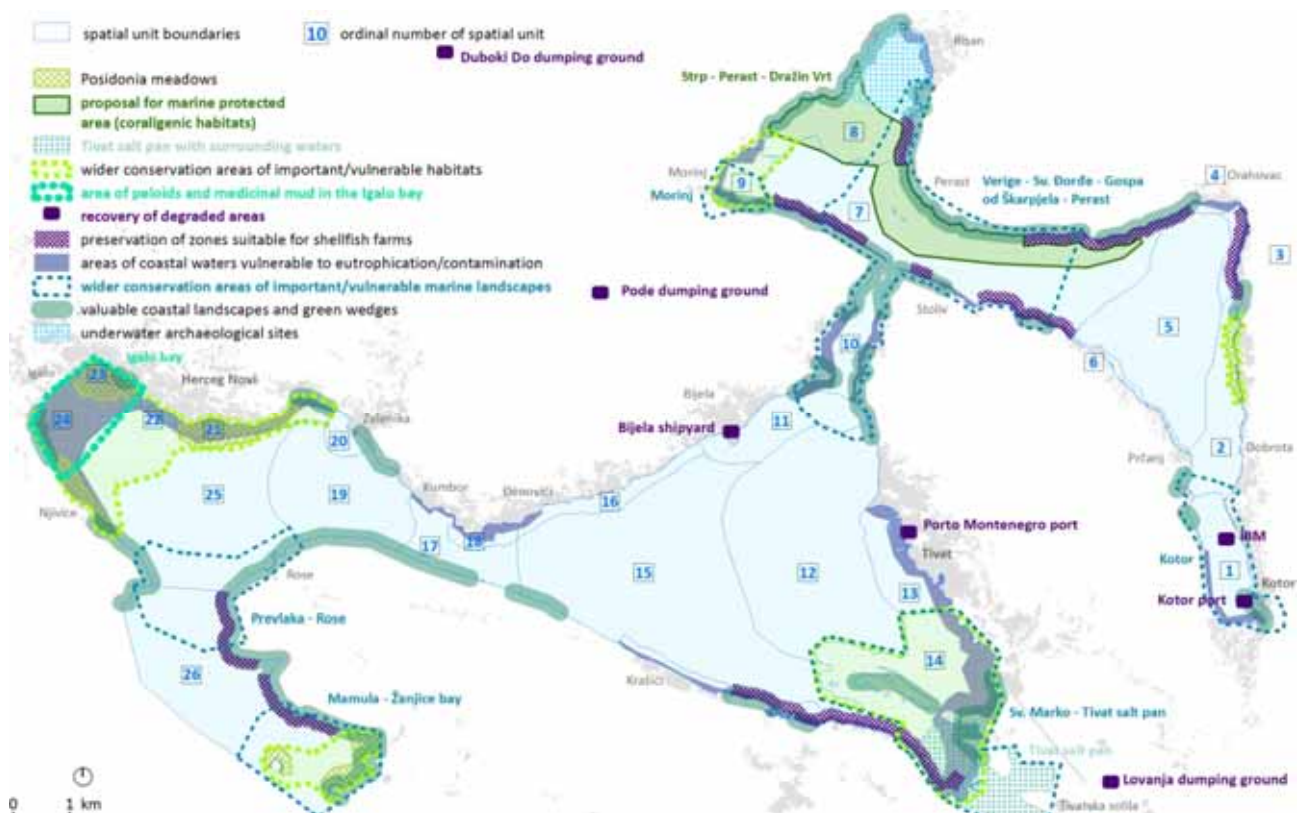 spatial unit boundaries
10 ordinal number of spatial unit
Duboki Do dumping ground
Posidonia meadows
proposal for marine protected
area (coraligenic habitats)
Tivat salt pan with surrounding waters
wider conservation areas of important/vulnerable habitats
area of peloids and medicinal mud in the Igalo bay
recovery of degraded areas
preservation of zones suitable for shellfish farms
areas of coastal waters vulnerable to eutrophication/contamination
wider conservation areas of important/vulnerable marine landscapes
valuable coastal landscapes and green wedges
underwater archaeological sites
Risan
Strp - Perast - Dražin Vrt
8
Morinj
9
Morinj
7
Perast
Verige - Sv. Đorđe - Gospa
od Škarpjela - Perast
4
Orahovac
3
Pode dumping ground
Stoliv
5
6
10
Igalo bay
Igalo
23
Herceg Novi
24
22
21
Zelenika
20
Bijela
11
Bijela shipyard
2
Dobrota
Prčanj
25
19
Kumbor
Đenovići
16
Njivice
17
18
Porto Montenegro port
Tivat
IBM
Kotor
1
Kotor
Kotor port
Rose
15
12
13
Prevlaka - Rose
26
Krašići
14
Mamula - Žanjice bay
Sv. Marko - Tivat salt pan
Tivat salt pan
Lovanja dumping ground
Tivatska solila
0 1 km